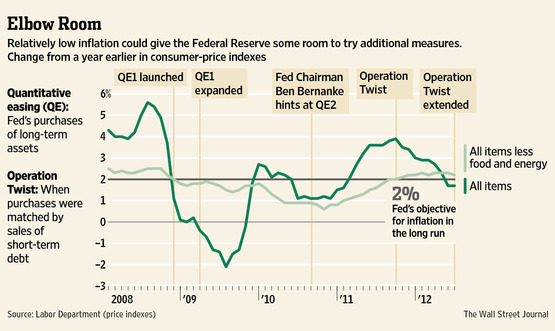 Elbow Room
Relatively low inflation could give the Federal Reserve some room to try additional measures.
Change from a year earlier in consumer-price indexes
Quantitative
easing (QE):
Fed's purchases
of long-term
assets
Operation
Twist: When
purchases were
matched by
sales of
short-term
debt
QE1 launched
QE1
expanded
Fed Chairman
Ben Bernanke
hints at QE2
Operation
Twist
Operation
Twist
extended
6%
5
4
3
2
1
0
−1
−2
−3
All items less
food and energy
All items
2%
Fed's objective
for inflation in
the long run
2008
'09
'10
'11
'12
Source: Labor Department (price indexes)
The Wall Street Journal